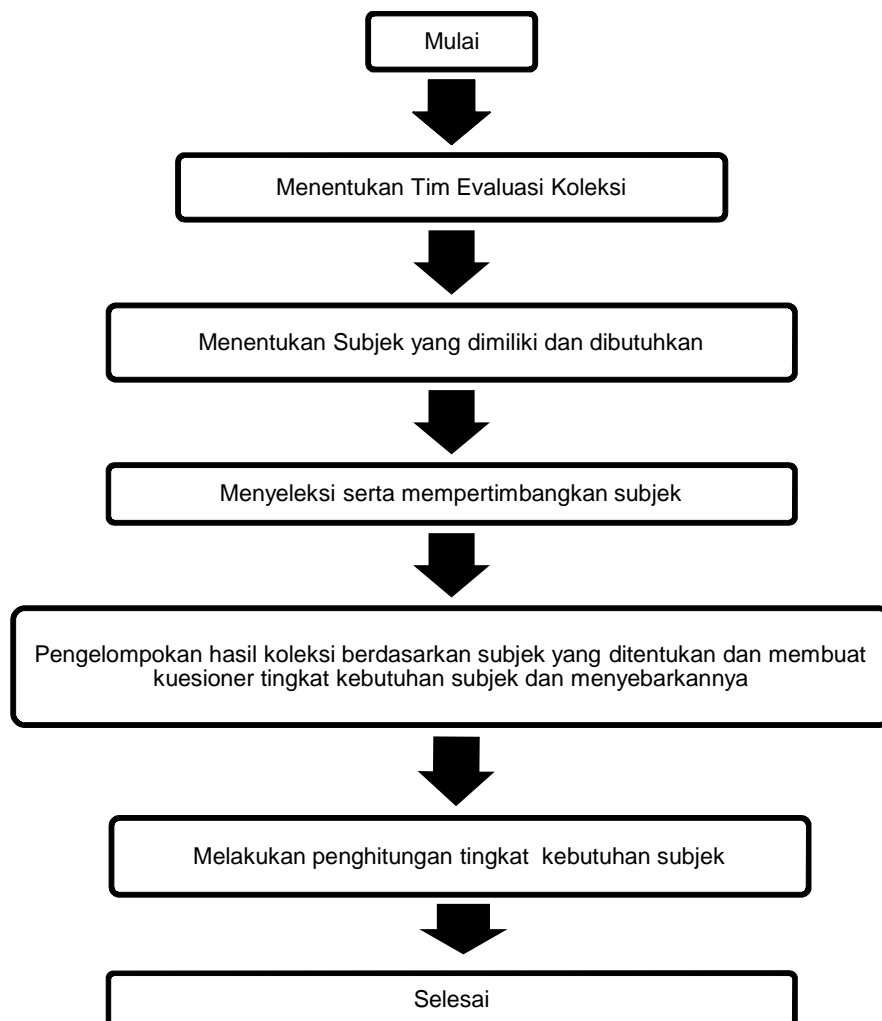 Mulai
Menentukan Tim Evaluasi Koleksi
Menentukan Subjek yang dimiliki dan dibutuhkan
Menyeleksi serta mempertimbangkan subjek
Pengelompokan hasil koleksi berdasarkan subjek yang ditentukan dan membuat
kuesioner tingkat kebutuhan subjek dan menyebarkannya
Melakukan penghitungan tingkat kebutuhan subjek
Selesai